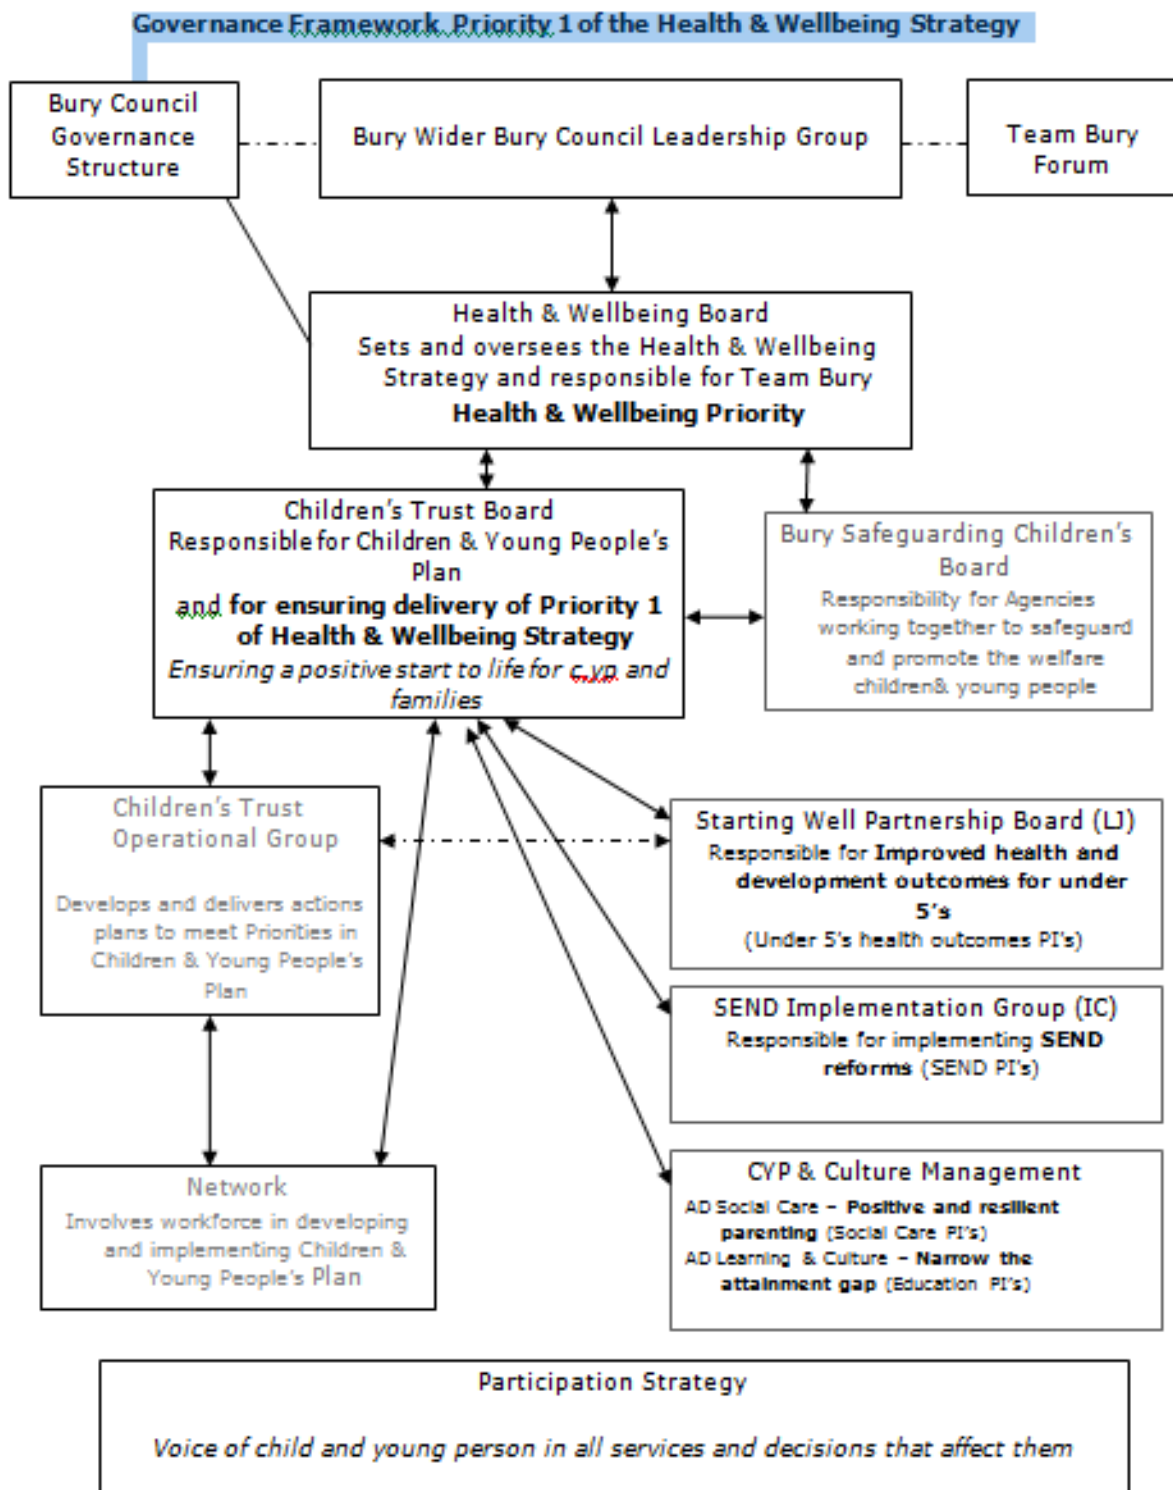 Governance Framework Priority 1 of the Health & Wellbeing Strategy
Bury Council
Governance
Structure
Bury Wider Bury Council Leadership Group
Team Bury
Forum
Health & Wellbeing Board
Sets and oversees the Health & Wellbeing
Strategy and responsible for Team Bury
Health & Wellbeing Priority
Children's Trust Board
Responsible for Children & Young People's
Plan
and for ensuring delivery of Priority 1
of Health & Wellbeing Strategy
Ensuring a positive start to life for c,yp and
families
Bury Safeguarding Children's
Board
Responsibility for Agencies
working together to safeguard
and promote the welfare
children& young people
Children's Trust
Operational Group
Develops and delivers actions
plans to meet Priorities in
Children & Young People's
Plan
Starting Well Partnership Board (LJ)
Responsible for Improved health and
development outcomes for under
5's
(Under 5's health outcomes PI's)
SEND Implementation Group (IC)
Responsible for implementing SEND
reforms (SEND PI's)
Network
Involves workforce in developing
and implementing Children &
Young People's Plan
CYP & Culture Management
AD Social Care – Positive and resilient
parenting (Social Care PI's)
AD Learning & Culture – Narrow the
attainment gap (Education PI's)
Participation Strategy
Voice of child and young person in all services and decisions that affect them